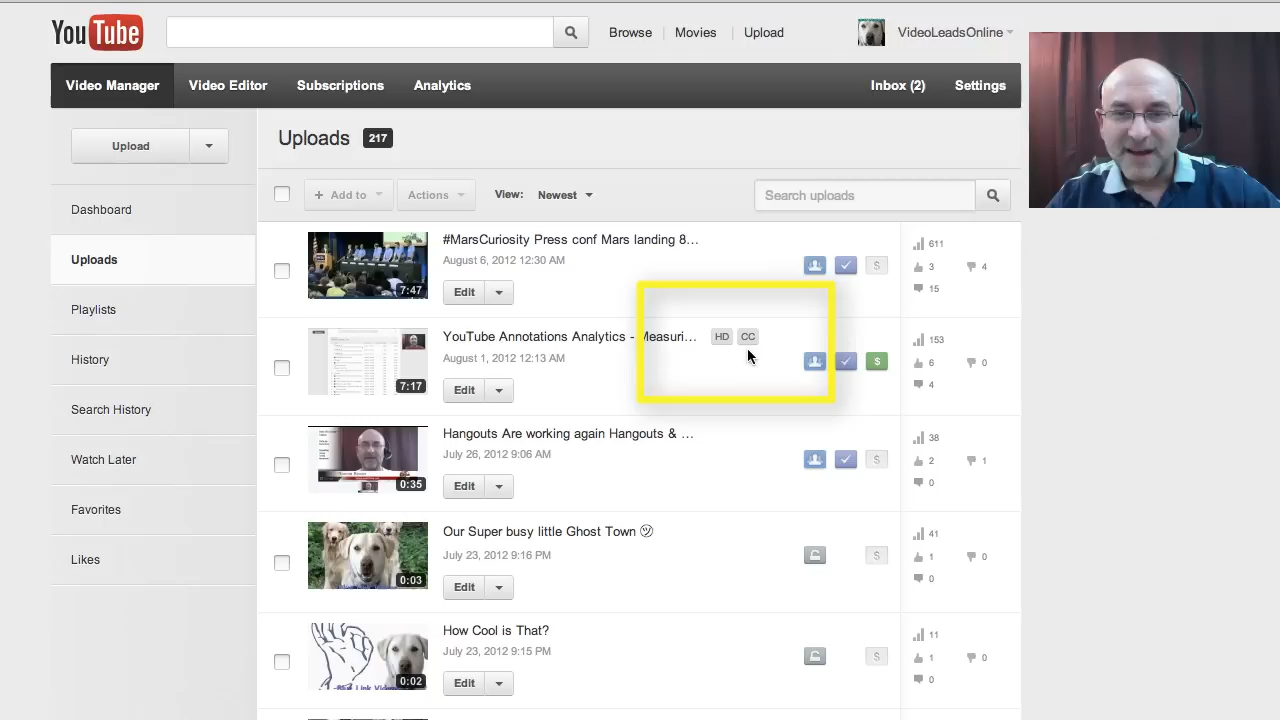 YouTube
Browse
Movies
Upload
VideoLeadsOnline
Video Manager
Video Editor
Subscriptions
Analytics
Inbox (2)
Settings
Upload
Dashboard
Uploads
Playlists
History
Search History
Watch Later
Favorites
Likes
Uploads 217
+ Add to
Actions
View:
Newest
Search uploads
#MarsCuriosity Press conf Mars landing 8...
August 6, 2012 12:30 AM
7:47
Edit
$
611
3
4
15
YouTube Annotations Analytics - Measuri...
HD
CC
August 1, 2012 12:13 AM
7:17
Edit
$
153
6
0
4
Hangouts Are working again Hangouts & ...
July 26, 2012 9:06 AM
0:35
Edit
$
38
2
1
0
Our Super busy little Ghost Town ツ
July 23, 2012 9:16 PM
0:03
Edit
$
41
1
0
0
How Cool is That?
July 23, 2012 9:15 PM
0:02
Edit
$
11
1
0
0